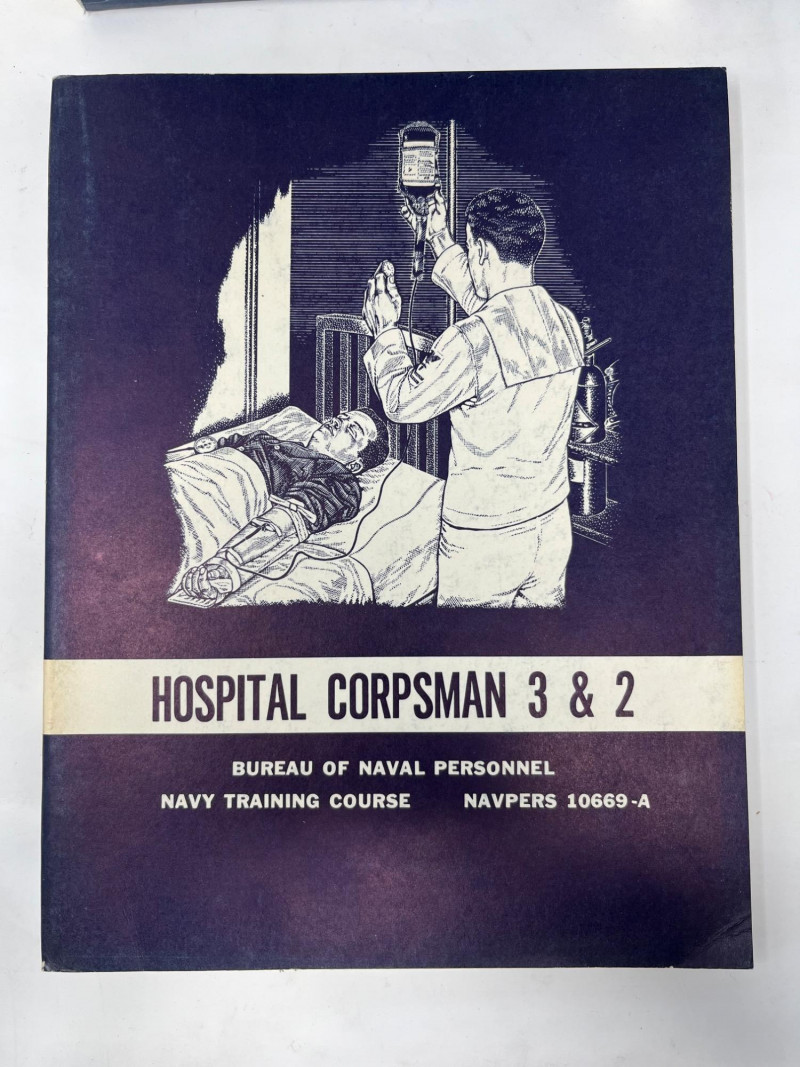 HOSPITAL CORPSMAN 3 & 2
BUREAU OF NAVAL PERSONNEL
NAVY TRAINING COURSE NAVPERS 10669-A